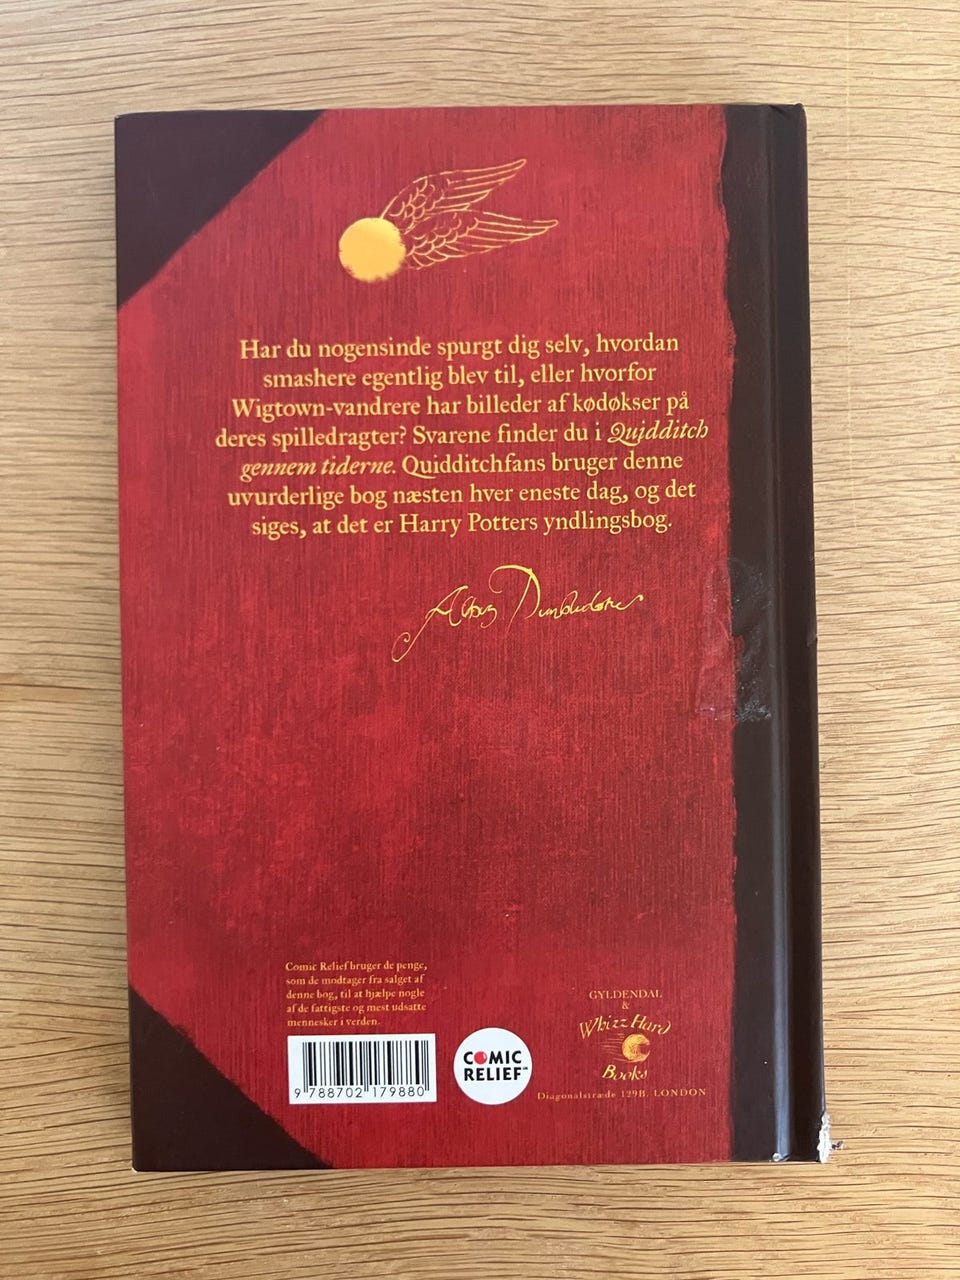 Har du nogensinde spurgt dig selv, hvordan
smashere egentlig blev til, eller hvorfor
Wigtown-vandrere har billeder af kødøkser på
deres spilledragter? Svarene finder du i Quidditch
gennem tiderne. Quidditchfans bruger denne
uvurderlige bog næsten hver eneste dag, og det
siges, at det er Harry Potters yndlingsbog.
Albus Dumbledore
Comic Relief bruger de penge,
som de modtager fra salget af
denne bog, til at hjælpe nogle
af de fattigste og mest udsatte
mennesker i verden.
9 788702 179880
COMIC
RELIEF
GYLDENDAL
&
Whizz Hard
Books
Diagonalstræde 129B. LONDON